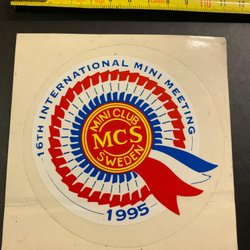 16TH INTERNATIONAL MINI MEETING
MINI CLUB
MCS
SWEDEN
1995